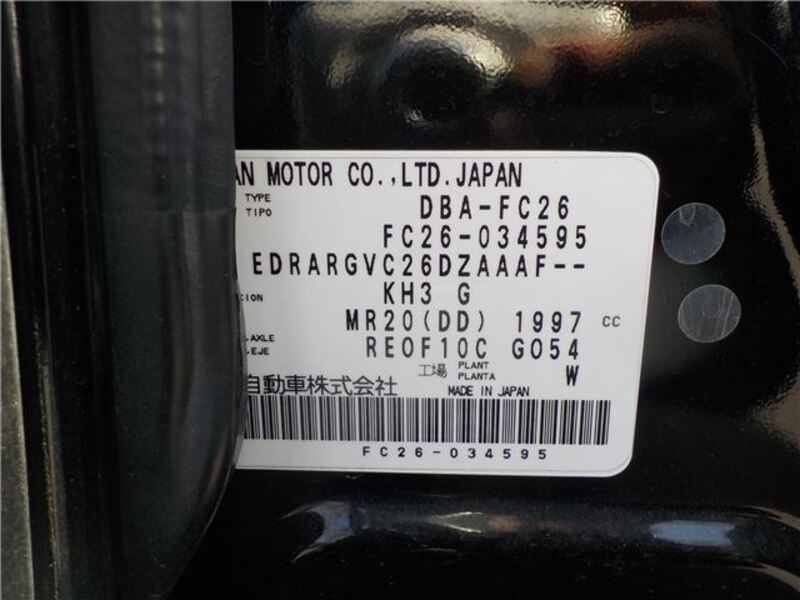 AN MOTOR CO.,LTD.JAPAN
TYPE
TIPO
DBA-FC26
FC26-034595
EDRARGVC26DZAAAF--
CION
KH3 G
MR20(DD) 1997 CC
.AXLE
-EJE
RE0F10C GO54
工場 PLANT
PLANTA
W
自動車株式会社
MADE IN JAPAN
FC26-034595